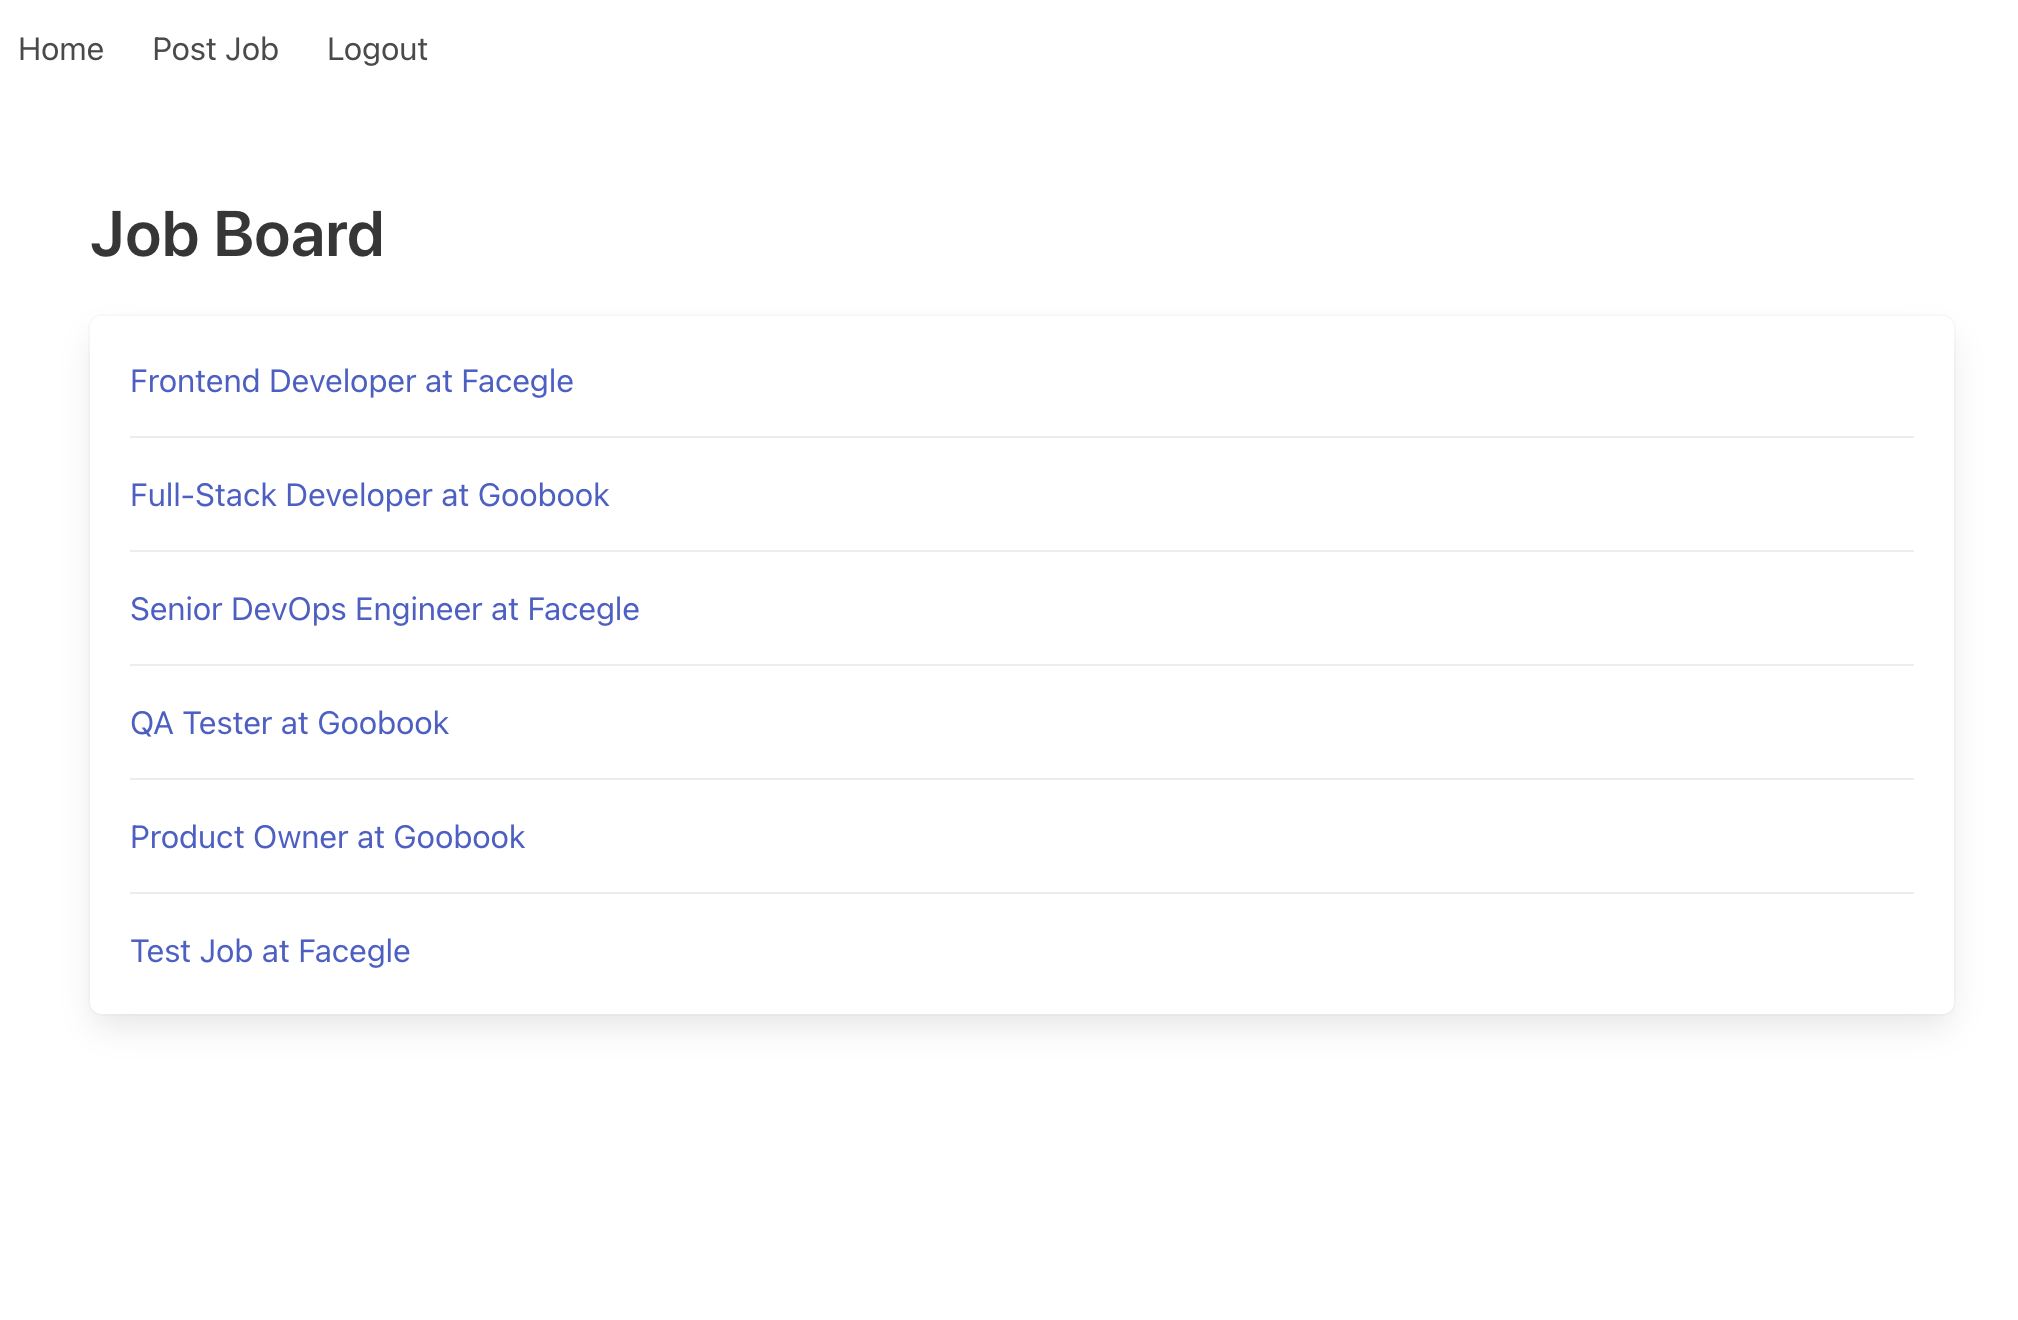 Home Post Job Logout
Job Board
Frontend Developer at Facegle
Full-Stack Developer at Goobook
Senior DevOps Engineer at Facegle
QA Tester at Goobook
Product Owner at Goobook
Test Job at Facegle